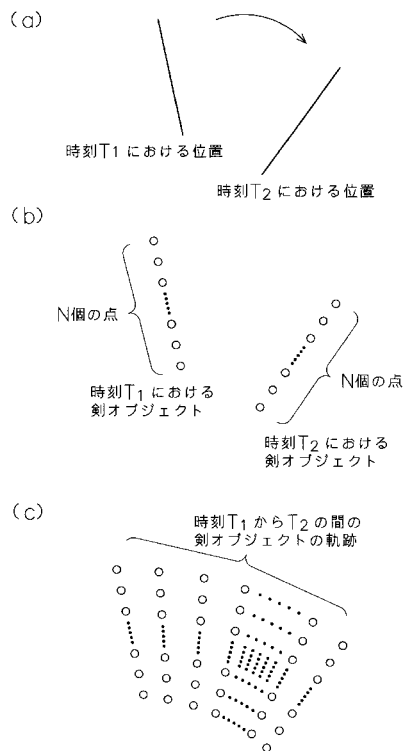 (a)
時刻T1における位置
時刻T2における位置
(b)
N個の点
時刻T1における
剣オブジェクト
N個の点
時刻T2における
剣オブジェクト
(c)
時刻T1からT2の間の
剣オブジェクトの軌跡